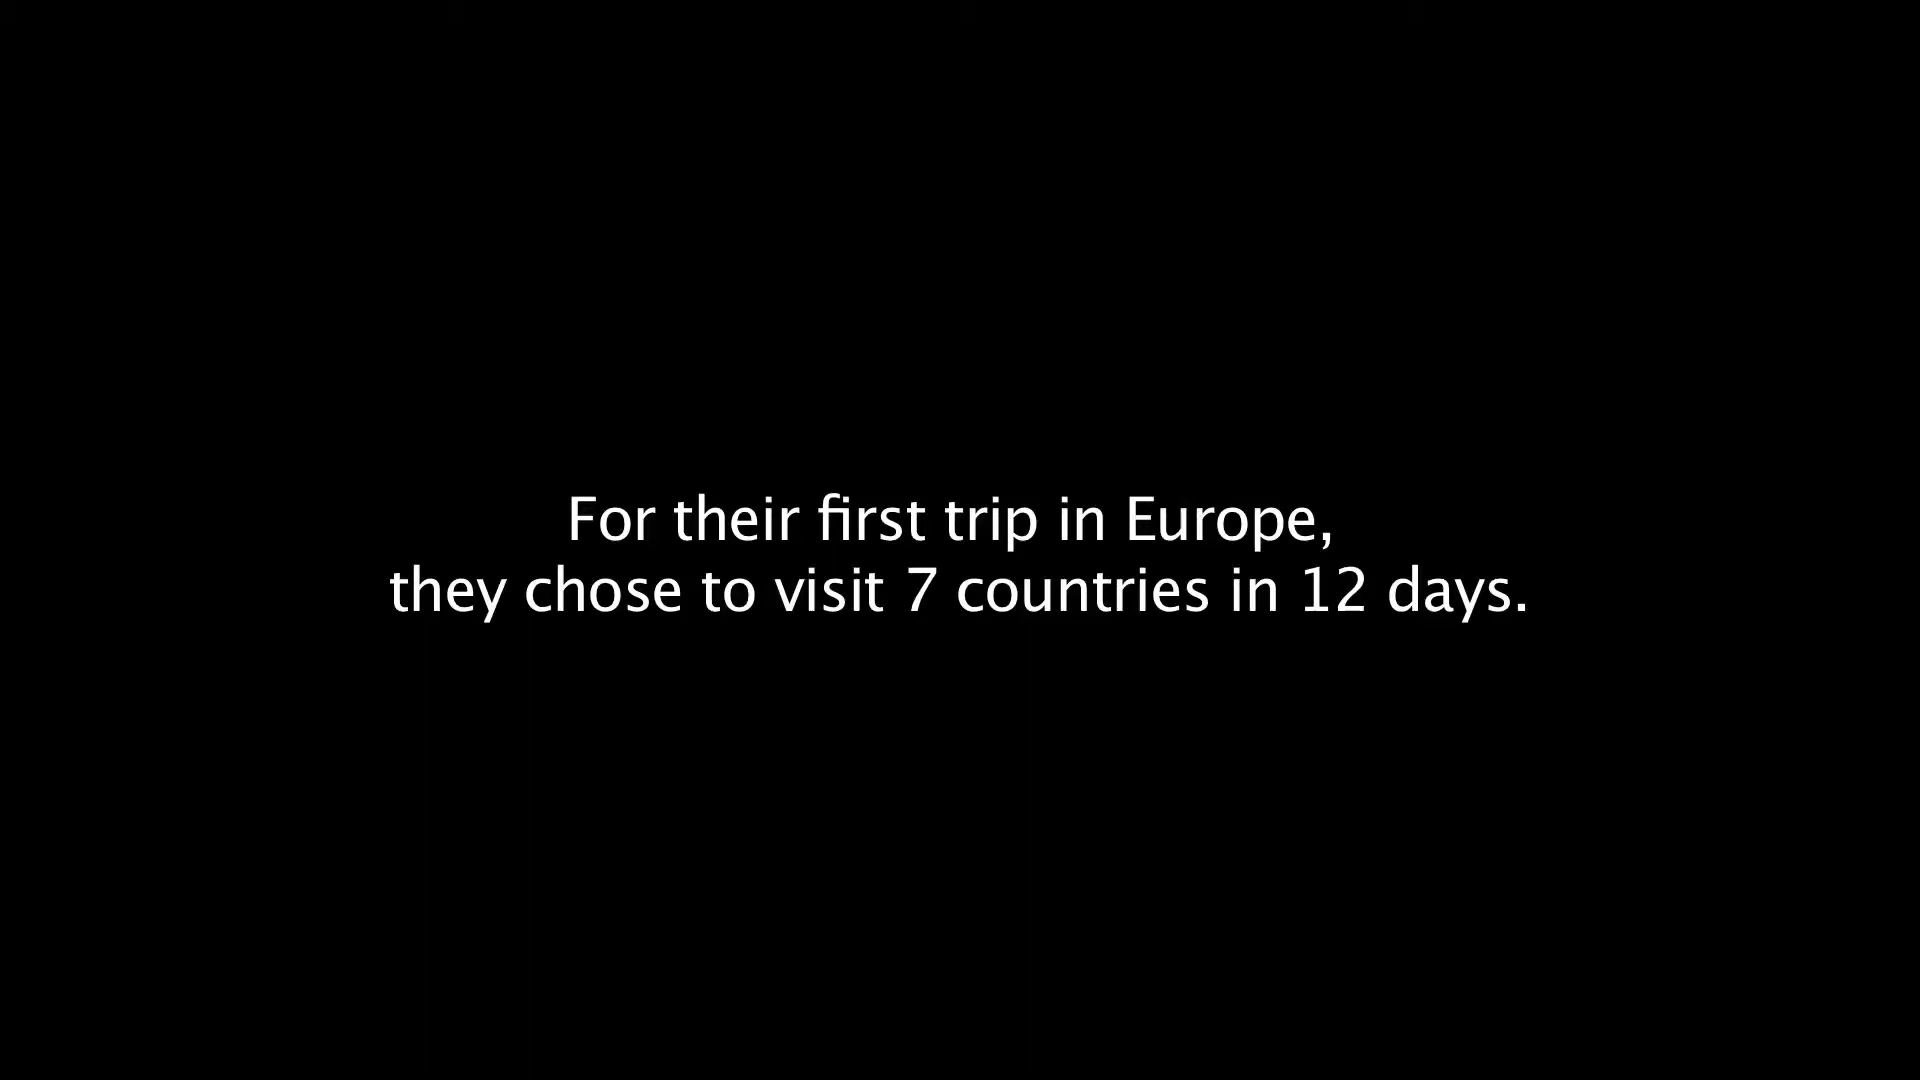 For their first trip in Europe,
they chose to visit 7 countries in 12 days.